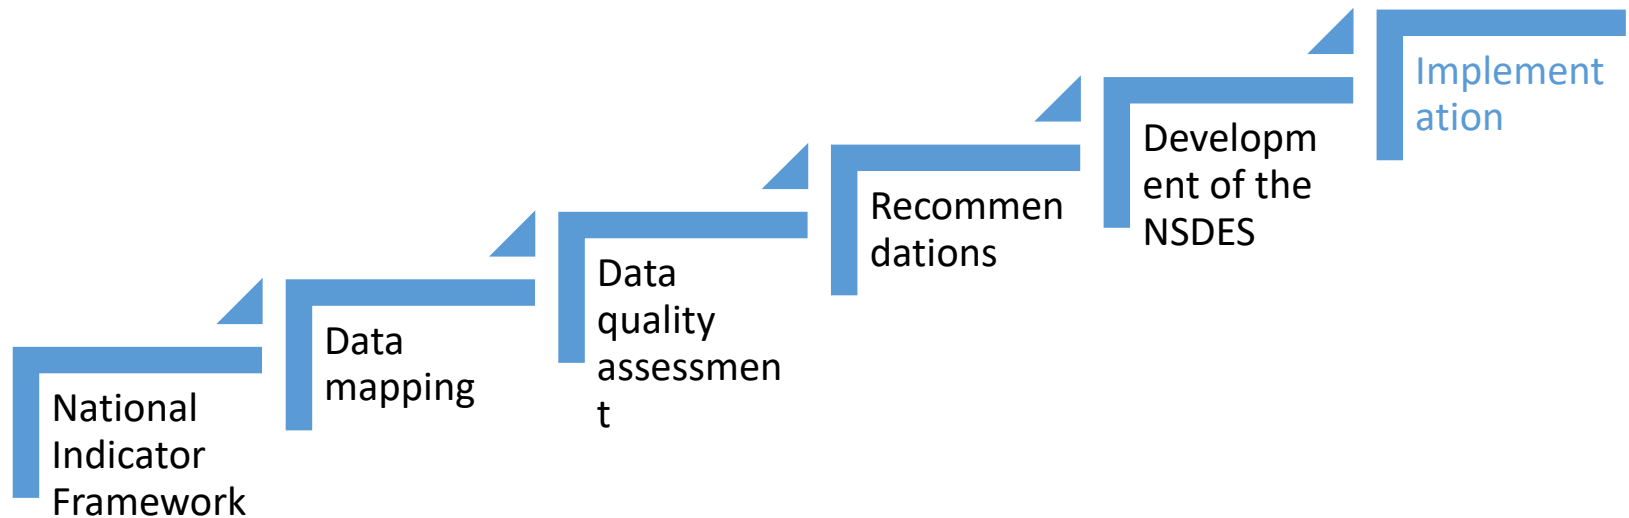 National
Indicator
Framework
Data
mapping
Data
quality
assessmen
t
Recommen
dations
Developm
ent of the
NSDES
Implement
ation